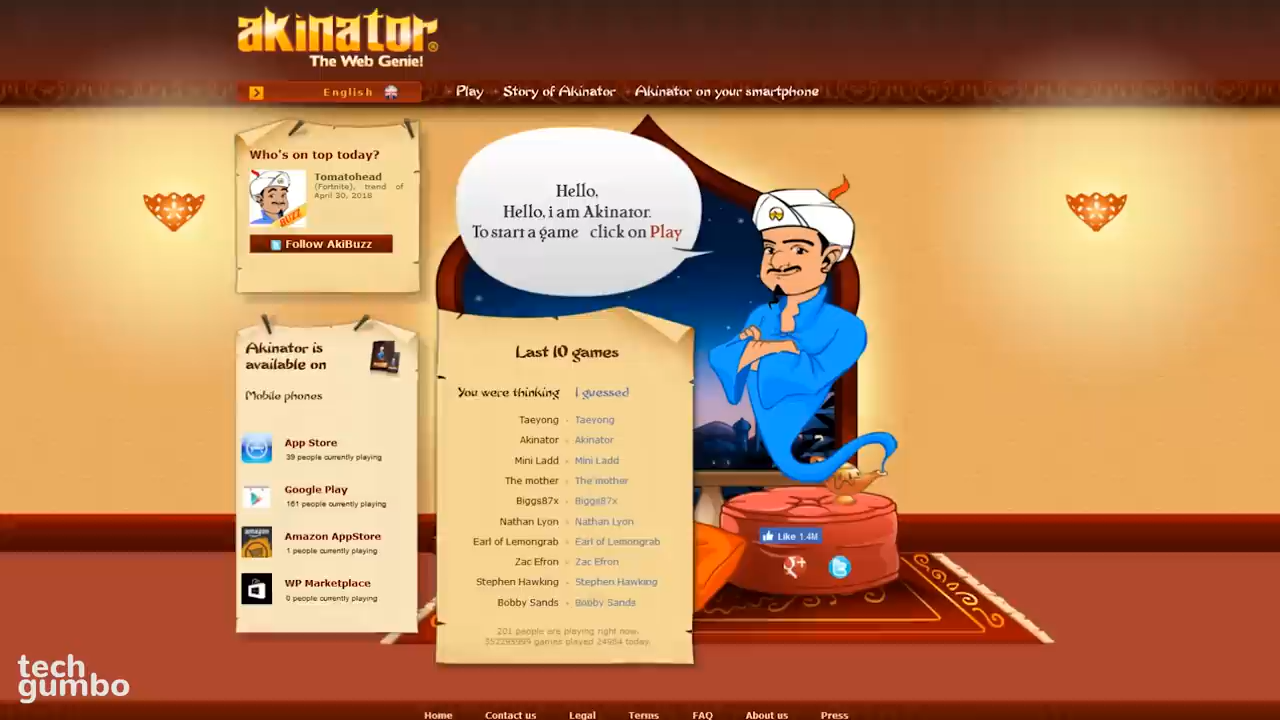 akinator®
The Web Genie!
English
Play
Story of Akinator
Akinator on your smartphone
Who's on top today?
Tomatohead
(Fortnite), trend of
April 30, 2018
BUZZ
Follow AkiBuzz
Hello,
Hello, i am Akinator.
To start a game click on Play
Akinator is
available on
Mobile phones
App Store
39 people currently playing
Google Play
161 people currently playing
Amazon AppStore
1 people currently playing
WP Marketplace
0 people currently playing
Last 10 games
You were thinking I guessed
Taeyong - Taeyong
Akinator - Akinator
Mini Ladd - Mini Ladd
The mother - The mother
Biggs87x - Biggs87x
Nathan Lyon - Nathan Lyon
Earl of Lemongrab - Earl of Lemongrab
Zac Efron - Zac Efron
Stephen Hawking - Stephen Hawking
Bobby Sands - Bobby Sands
201 people are playing right now.
games played 24964 today.
Like 1.4M
tech
gumbo
Home Contact us Legal Terms FAQ About us Press